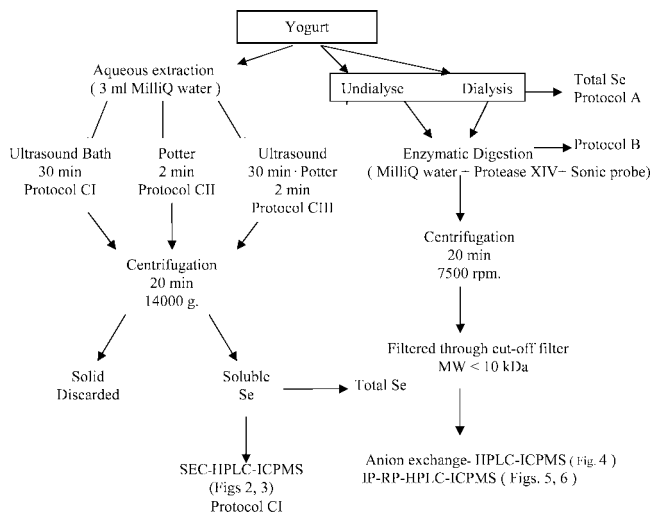 Yogurt
Aqueous extraction
( 3 ml MilliQ water )
Undialyse Dialysis
Total Se
Protocol A
Ultrasound Bath
30 min
Protocol CI
Potter
2 min
Protocol CII
Ultrasound
30 min · Potter
2 min
Protocol CIII
Enzymatic Digestion
( MilliQ water + Protease XIV+ Sonic probe)
Protocol B
Centrifugation
20 min
14000 g.
Centrifugation
20 min
7500 rpm.
Solid
Discarded
Soluble
Se
Total Se
Filtered through cut-off filter
MW < 10 kDa
SEC-HPLC-ICPMS
(Figs 2, 3)
Protocol CI
Anion exchange- HPLC-ICPMS ( Fig. 4 )
IP-RP-HPLC-ICPMS ( Figs. 5, 6 )